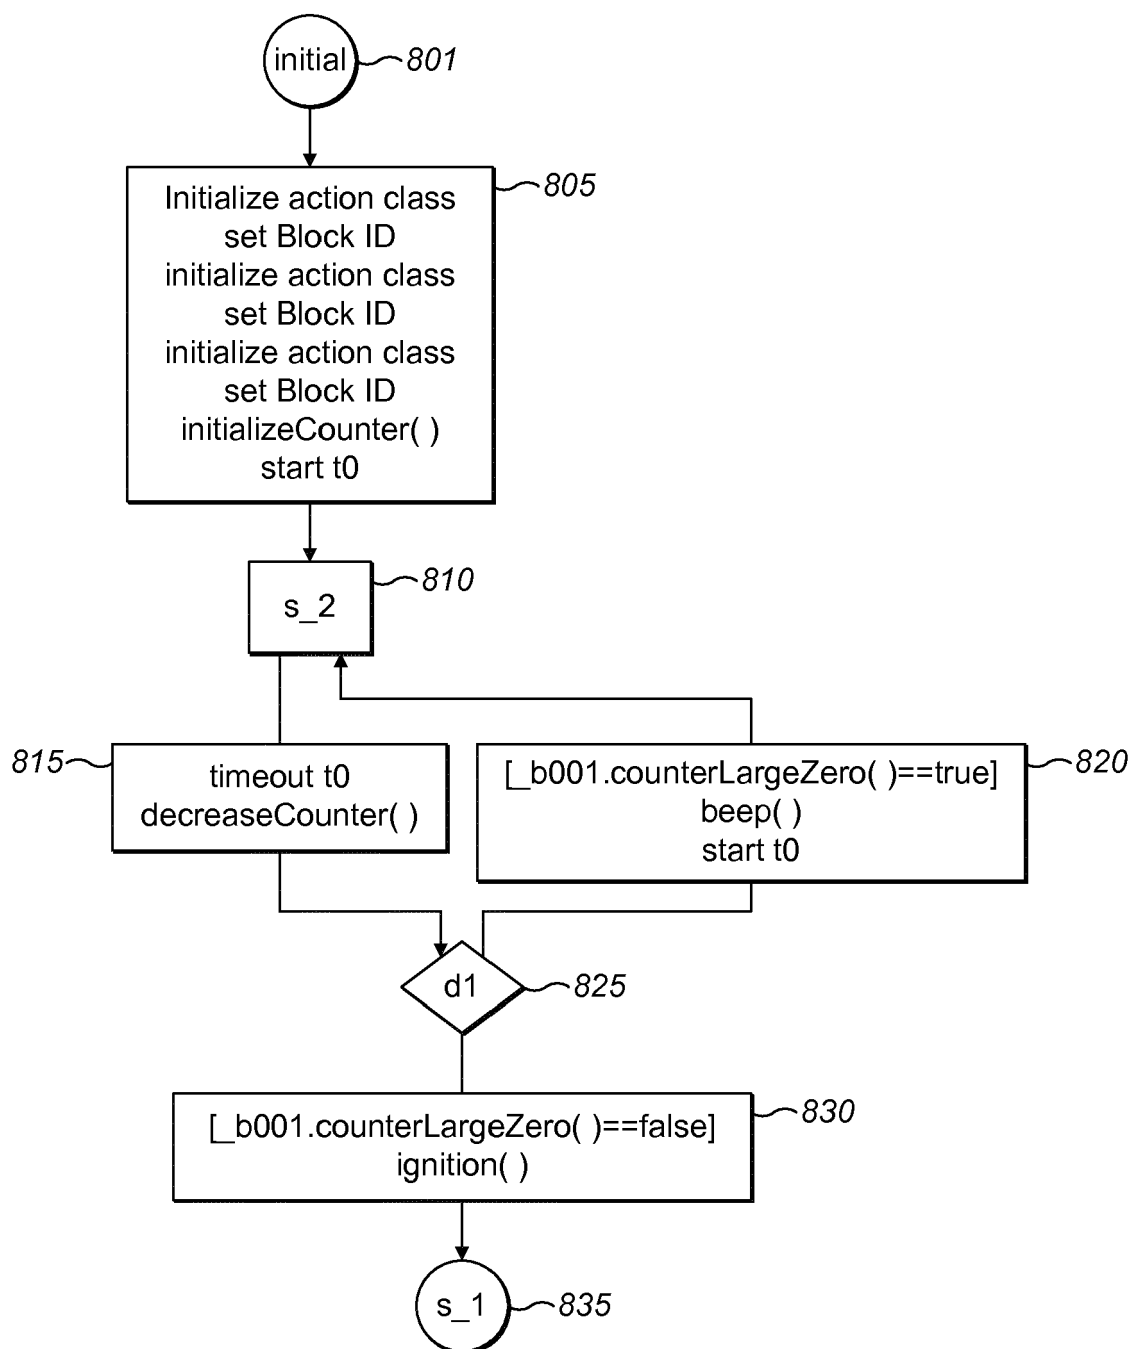 initial
801
Initialize action class
set Block ID
initialize action class
set Block ID
initialize action class
set Block ID
initializeCounter( )
start t0
805
s_2
810
815
timeout t0
decreaseCounter( )
[_b001.counterLargeZero( )==true]
beep( )
start t0
820
d1
825
[_b001.counterLargeZero( )==false]
ignition( )
830
s_1
835